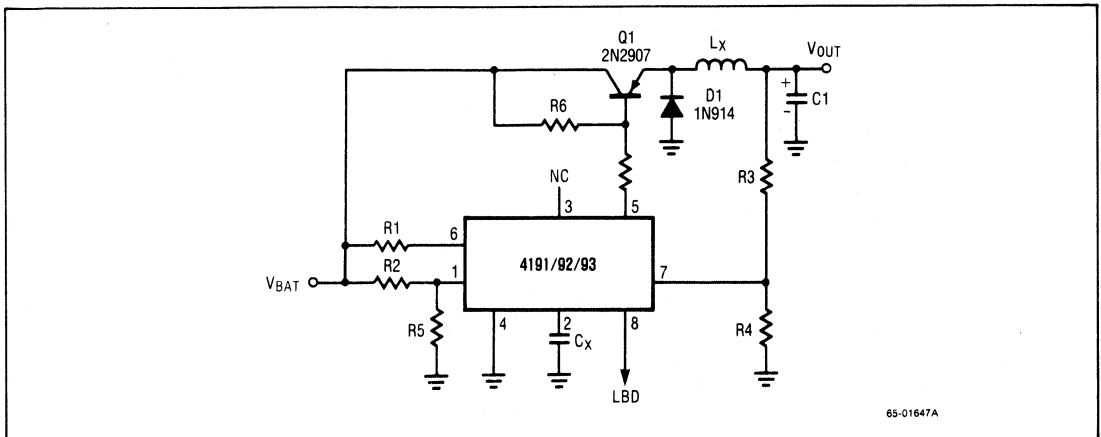 Q1
2N2907
LX
VOUT
+
C1
-
D1
1N914
R6
R3
NC
3
5
6
R1
4191/92/93
7
1
R2
VBAT
R5
4
2
CX
8
R4
LBD
65-01647A